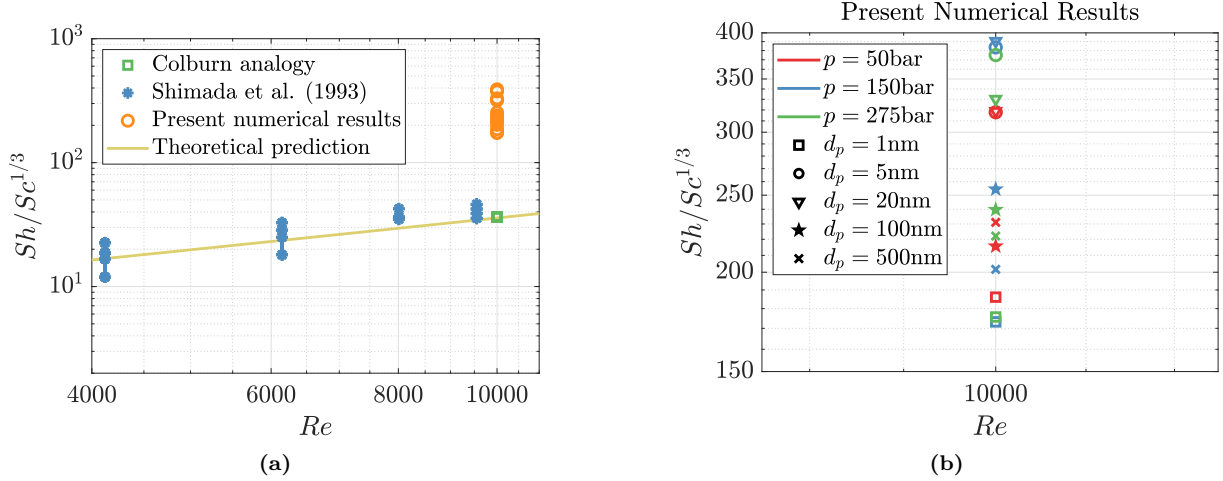 10^3
10^2
10^1
Sh/Sc^{1/3}
Colburn analogy
Shimada et al. (1993)
Present numerical results
Theoretical prediction
4000 6000 8000 10000
Re
(a)
Present Numerical Results
400
350
300
250
200
150
Sh/Sc^{1/3}
p = 50bar
p = 150bar
p = 275bar
d_p = 1nm
d_p = 5nm
d_p = 20nm
d_p = 100nm
d_p = 500nm
10000
Re
(b)